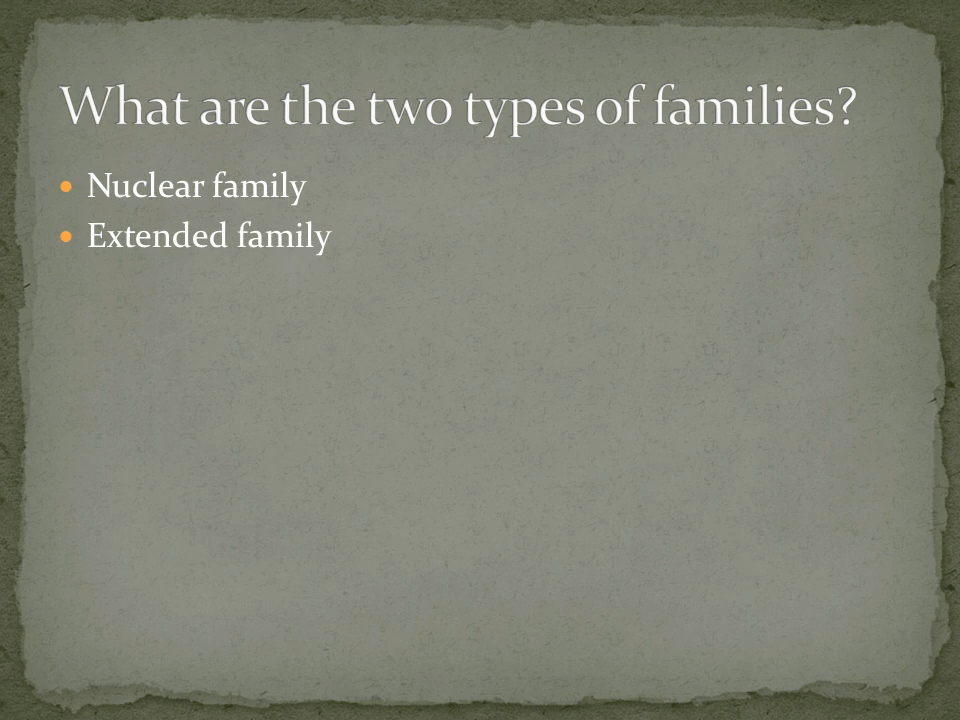 What are the two types of families?
Nuclear family
Extended family